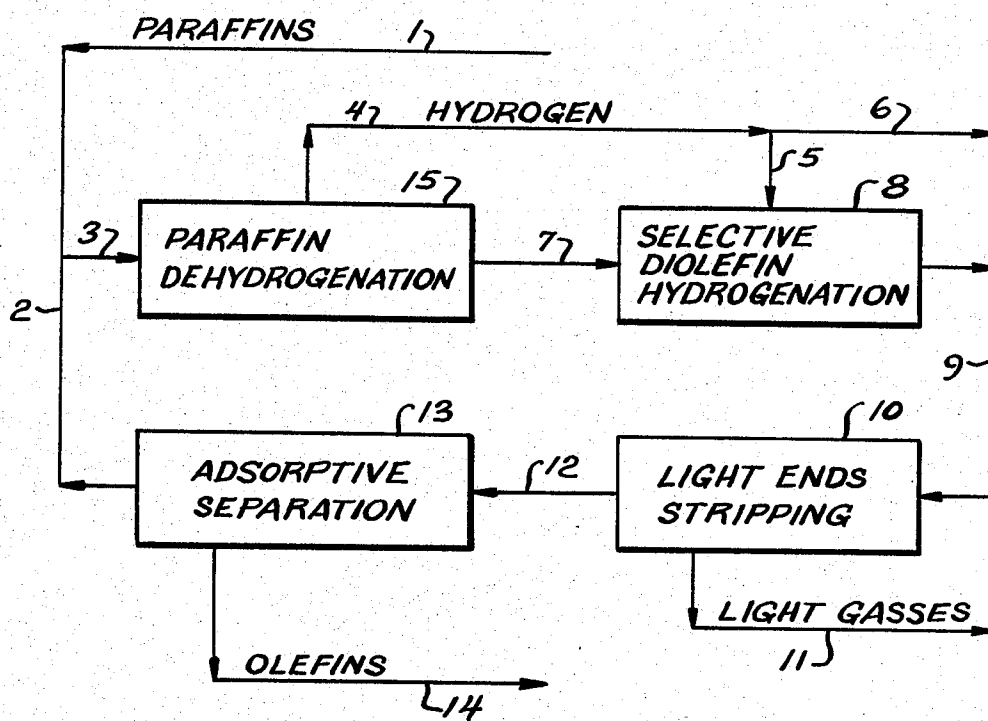 PARAFFINS 1
4 HYDROGEN 6
5
15 8
3 PARAFFIN
DEHYDROGENATION
7 SELECTIVE
DIOLEFIN
HYDROGENATION
2
9
13 10
ADSORPTIVE
SEPARATION
12
LIGHT ENDS
STRIPPING
LIGHT GASSES
11
OLEFINS
14